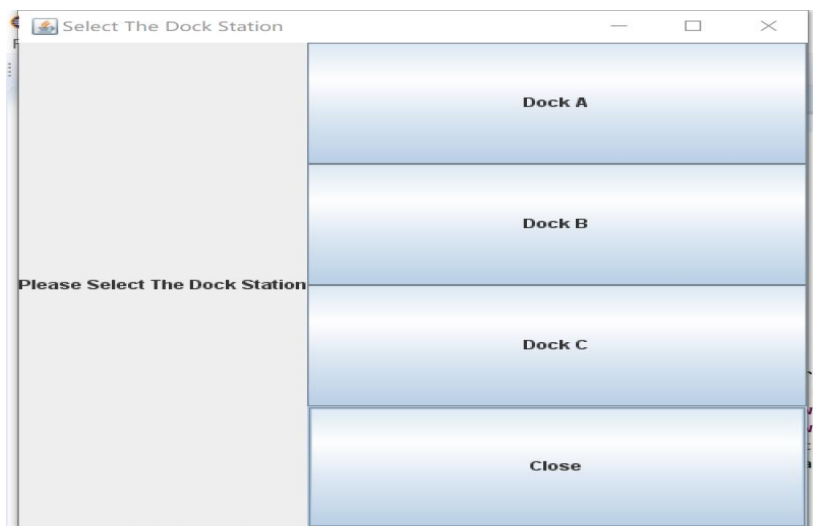 Select The Dock Station
Dock A
Dock B
Please Select The Dock Station
Dock C
Close